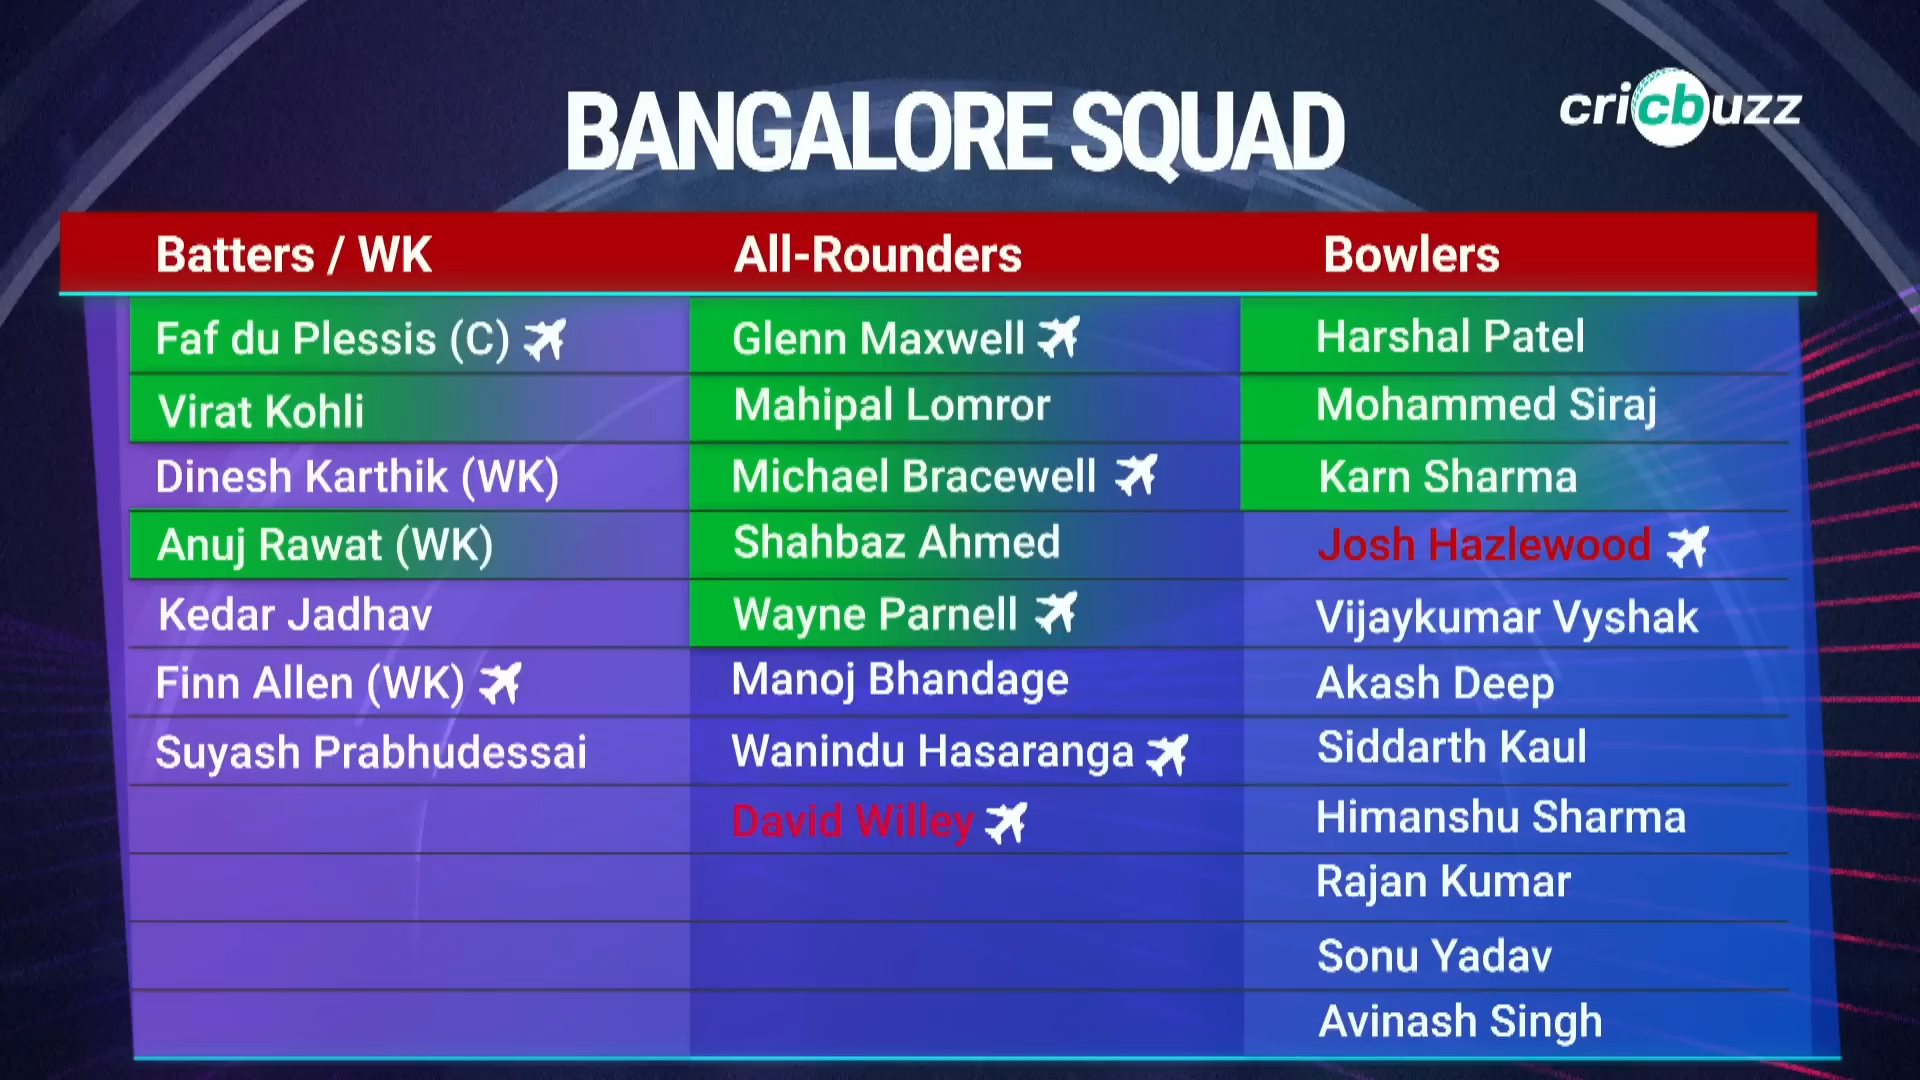 BANGALORE SQUAD
cricbuzz
Batters / WK
All-Rounders
Bowlers
Faf du Plessis (C)
Glenn Maxwell
Harshal Patel
Virat Kohli
Mahipal Lomror
Mohammed Siraj
Dinesh Karthik (WK)
Michael Bracewell
Karn Sharma
Anuj Rawat (WK)
Shahbaz Ahmed
Josh Hazlewood
Kedar Jadhav
Wayne Parnell
Vijaykumar Vyshak
Finn Allen (WK)
Manoj Bhandage
Akash Deep
Suyash Prabhudessai
Wanindu Hasaranga
Siddarth Kaul
David Willey
Himanshu Sharma
Rajan Kumar
Sonu Yadav
Avinash Singh